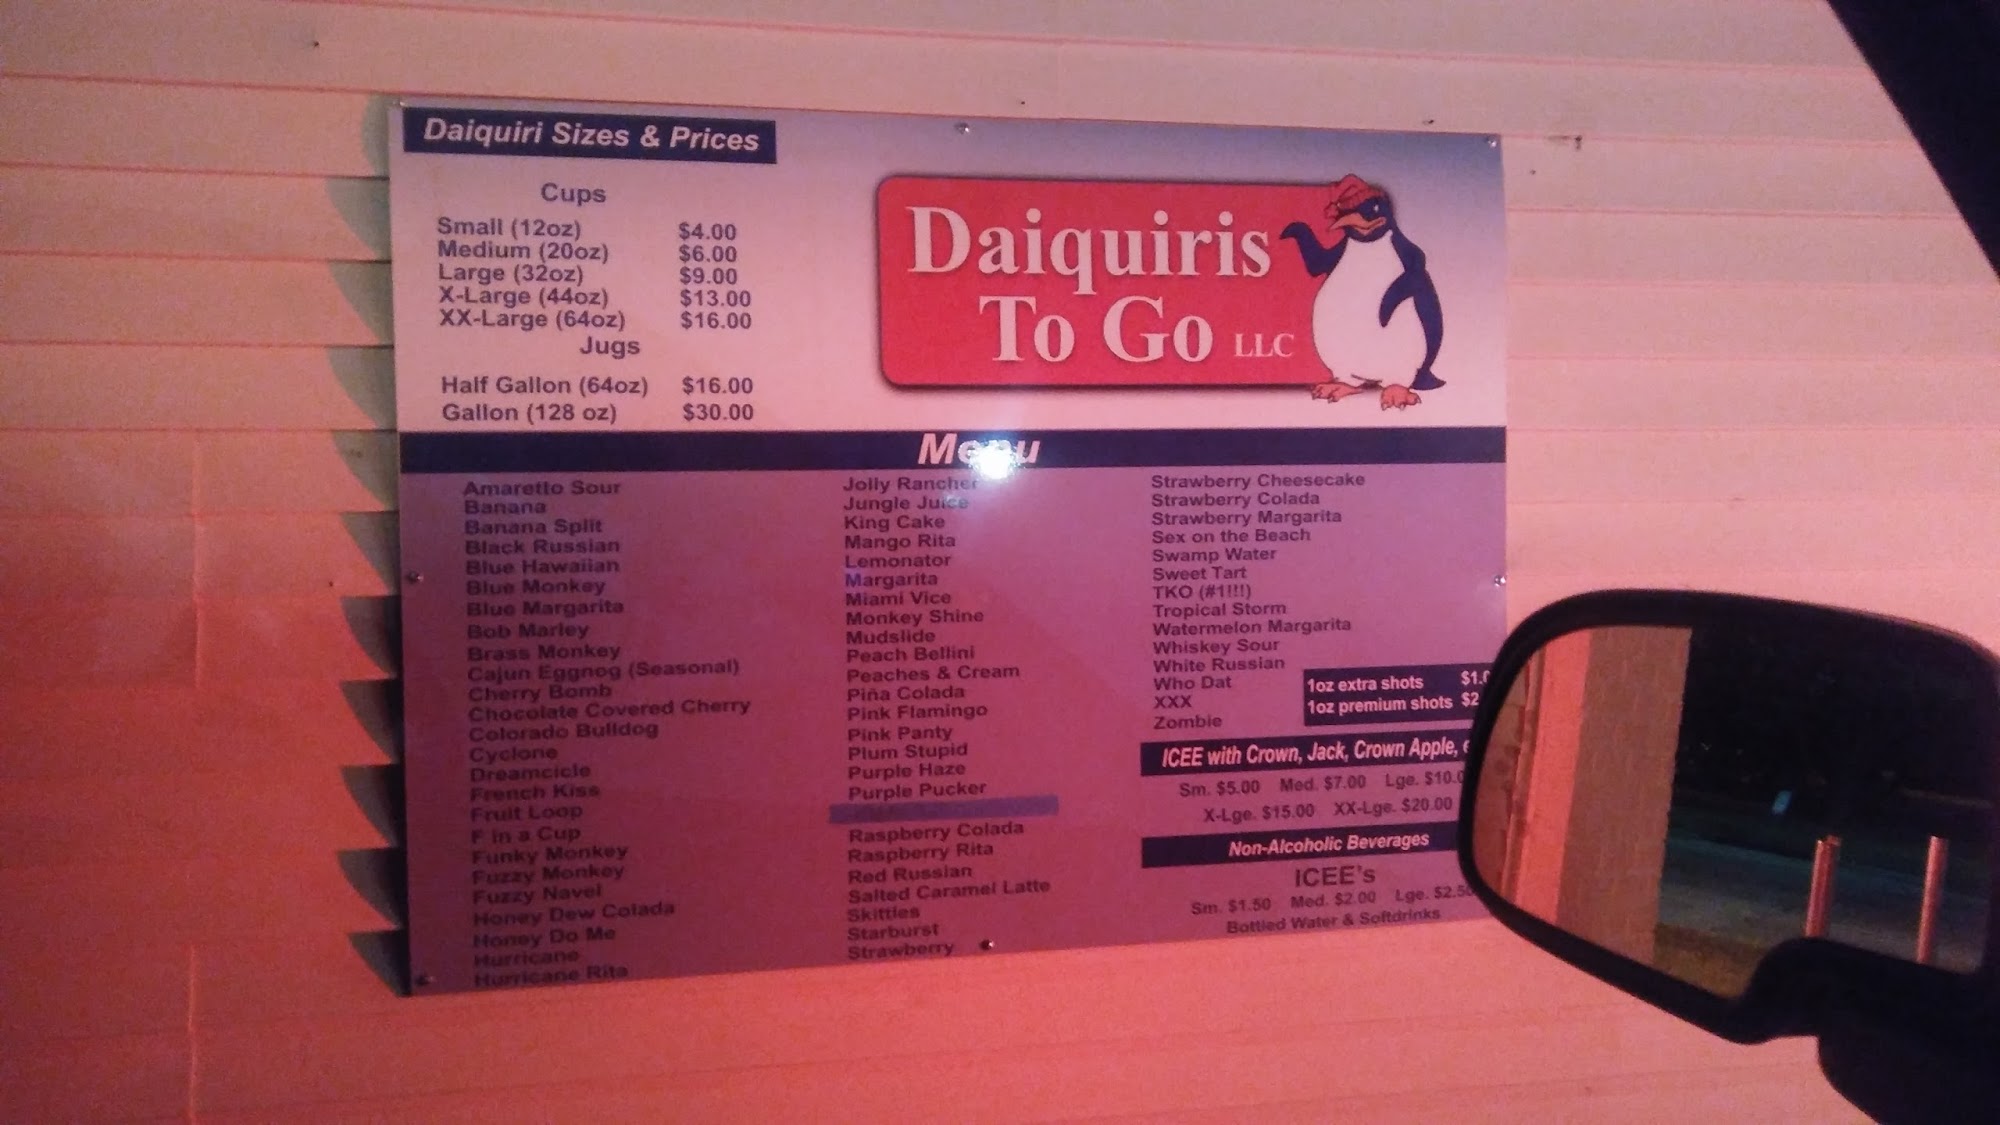 Daiquiri Sizes & Prices
Cups
Small (12oz) $4.00
Medium (20oz) $6.00
Large (32oz) $9.00
X-Large (44oz) $13.00
XX-Large (64oz) $16.00
Jugs
Half Gallon (64oz) $16.00
Gallon (128 oz) $30.00
Daiquiris
To Go LLC
Menu
Amaretto Sour
Banana
Banana Split
Black Russian
Blue Hawaiian
Blue Monkey
Blue Margarita
Bob Marley
Brass Monkey
Cajun Eggnog (Seasonal)
Cherry Bomb
Chocolate Covered Cherry
Colorado Bulldog
Cyclone
Dreamcicle
French Kiss
Fruit Loop
F in a Cup
Funky Monkey
Fuzzy Monkey
Fuzzy Navel
Honey Dew Colada
Honey Do Me
Hurricane
Hurricane Rita
Jolly Rancher
Jungle Juice
King Cake
Mango Rita
Lemonator
Margarita
Miami Vice
Monkey Shine
Mudslide
Peach Bellini
Peaches & Cream
Piña Colada
Pink Flamingo
Pink Panty
Plum Stupid
Purple Haze
Purple Pucker
Raspberry Colada
Raspberry Rita
Red Russian
Salted Caramel Latte
Skittles
Starburst
Strawberry
Strawberry Cheesecake
Strawberry Colada
Strawberry Margarita
Sex on the Beach
Swamp Water
Sweet Tart
TKO (#1!!!)
Tropical Storm
Watermelon Margarita
Whiskey Sour
White Russian
Who Dat
XXX
Zombie
1oz extra shots
1oz premium shots
ICEE with Crown, Jack, Crown Apple,
Sm. $5.00 Med. $7.00 Lge. $10.0
X-Lge. $15.00 XX-Lge. $20.00
Non-Alcoholic Beverages
ICEE's
Sm. $1.50 Med. $2.00 Lge. $2.50
Bottled Water & Softdrinks